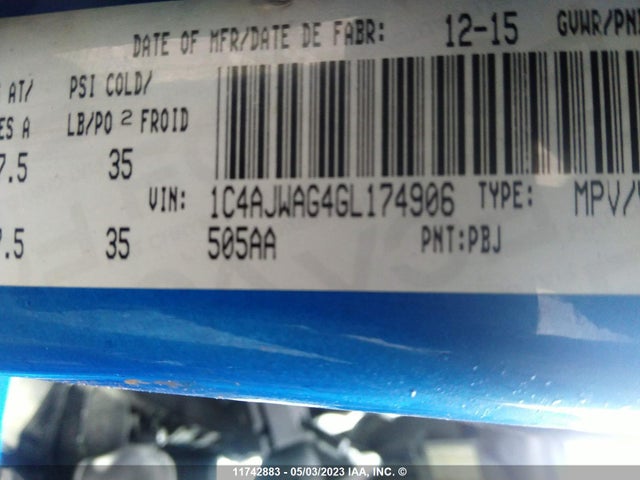 DATE OF MFR/DATE DE FABR: 12-15 GVWR/PNB
AT/ PSI COLD/
ES A LB/PO 2 FROID
7.5 35
VIN: 1C4AJWAG4GL174906 TYPE: MPV/
7.5 35 505AA PNT:PBJ
11742883 - 05/03/2023 IAA, INC. ©